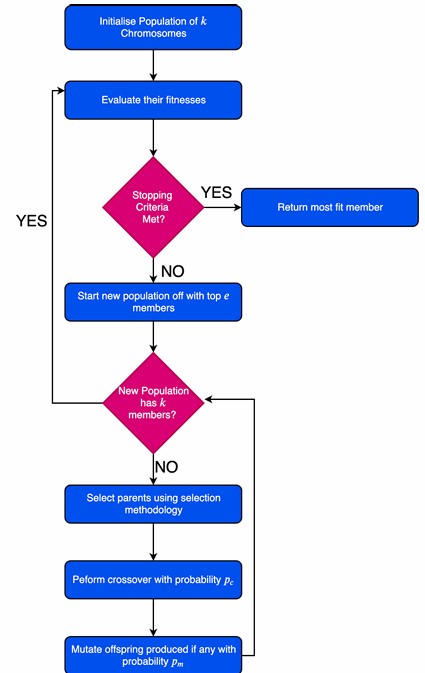 Initialise Population of k
Chromosomes
Evaluate their fitnesses
Stopping
Criteria
Met?
YES
Return most fit member
YES
NO
Start new population off with top e
members
New Population
has k
members?
NO
Select parents using selection
methodology
Peform crossover with probability p_c
Mutate offspring produced if any with
probability p_m